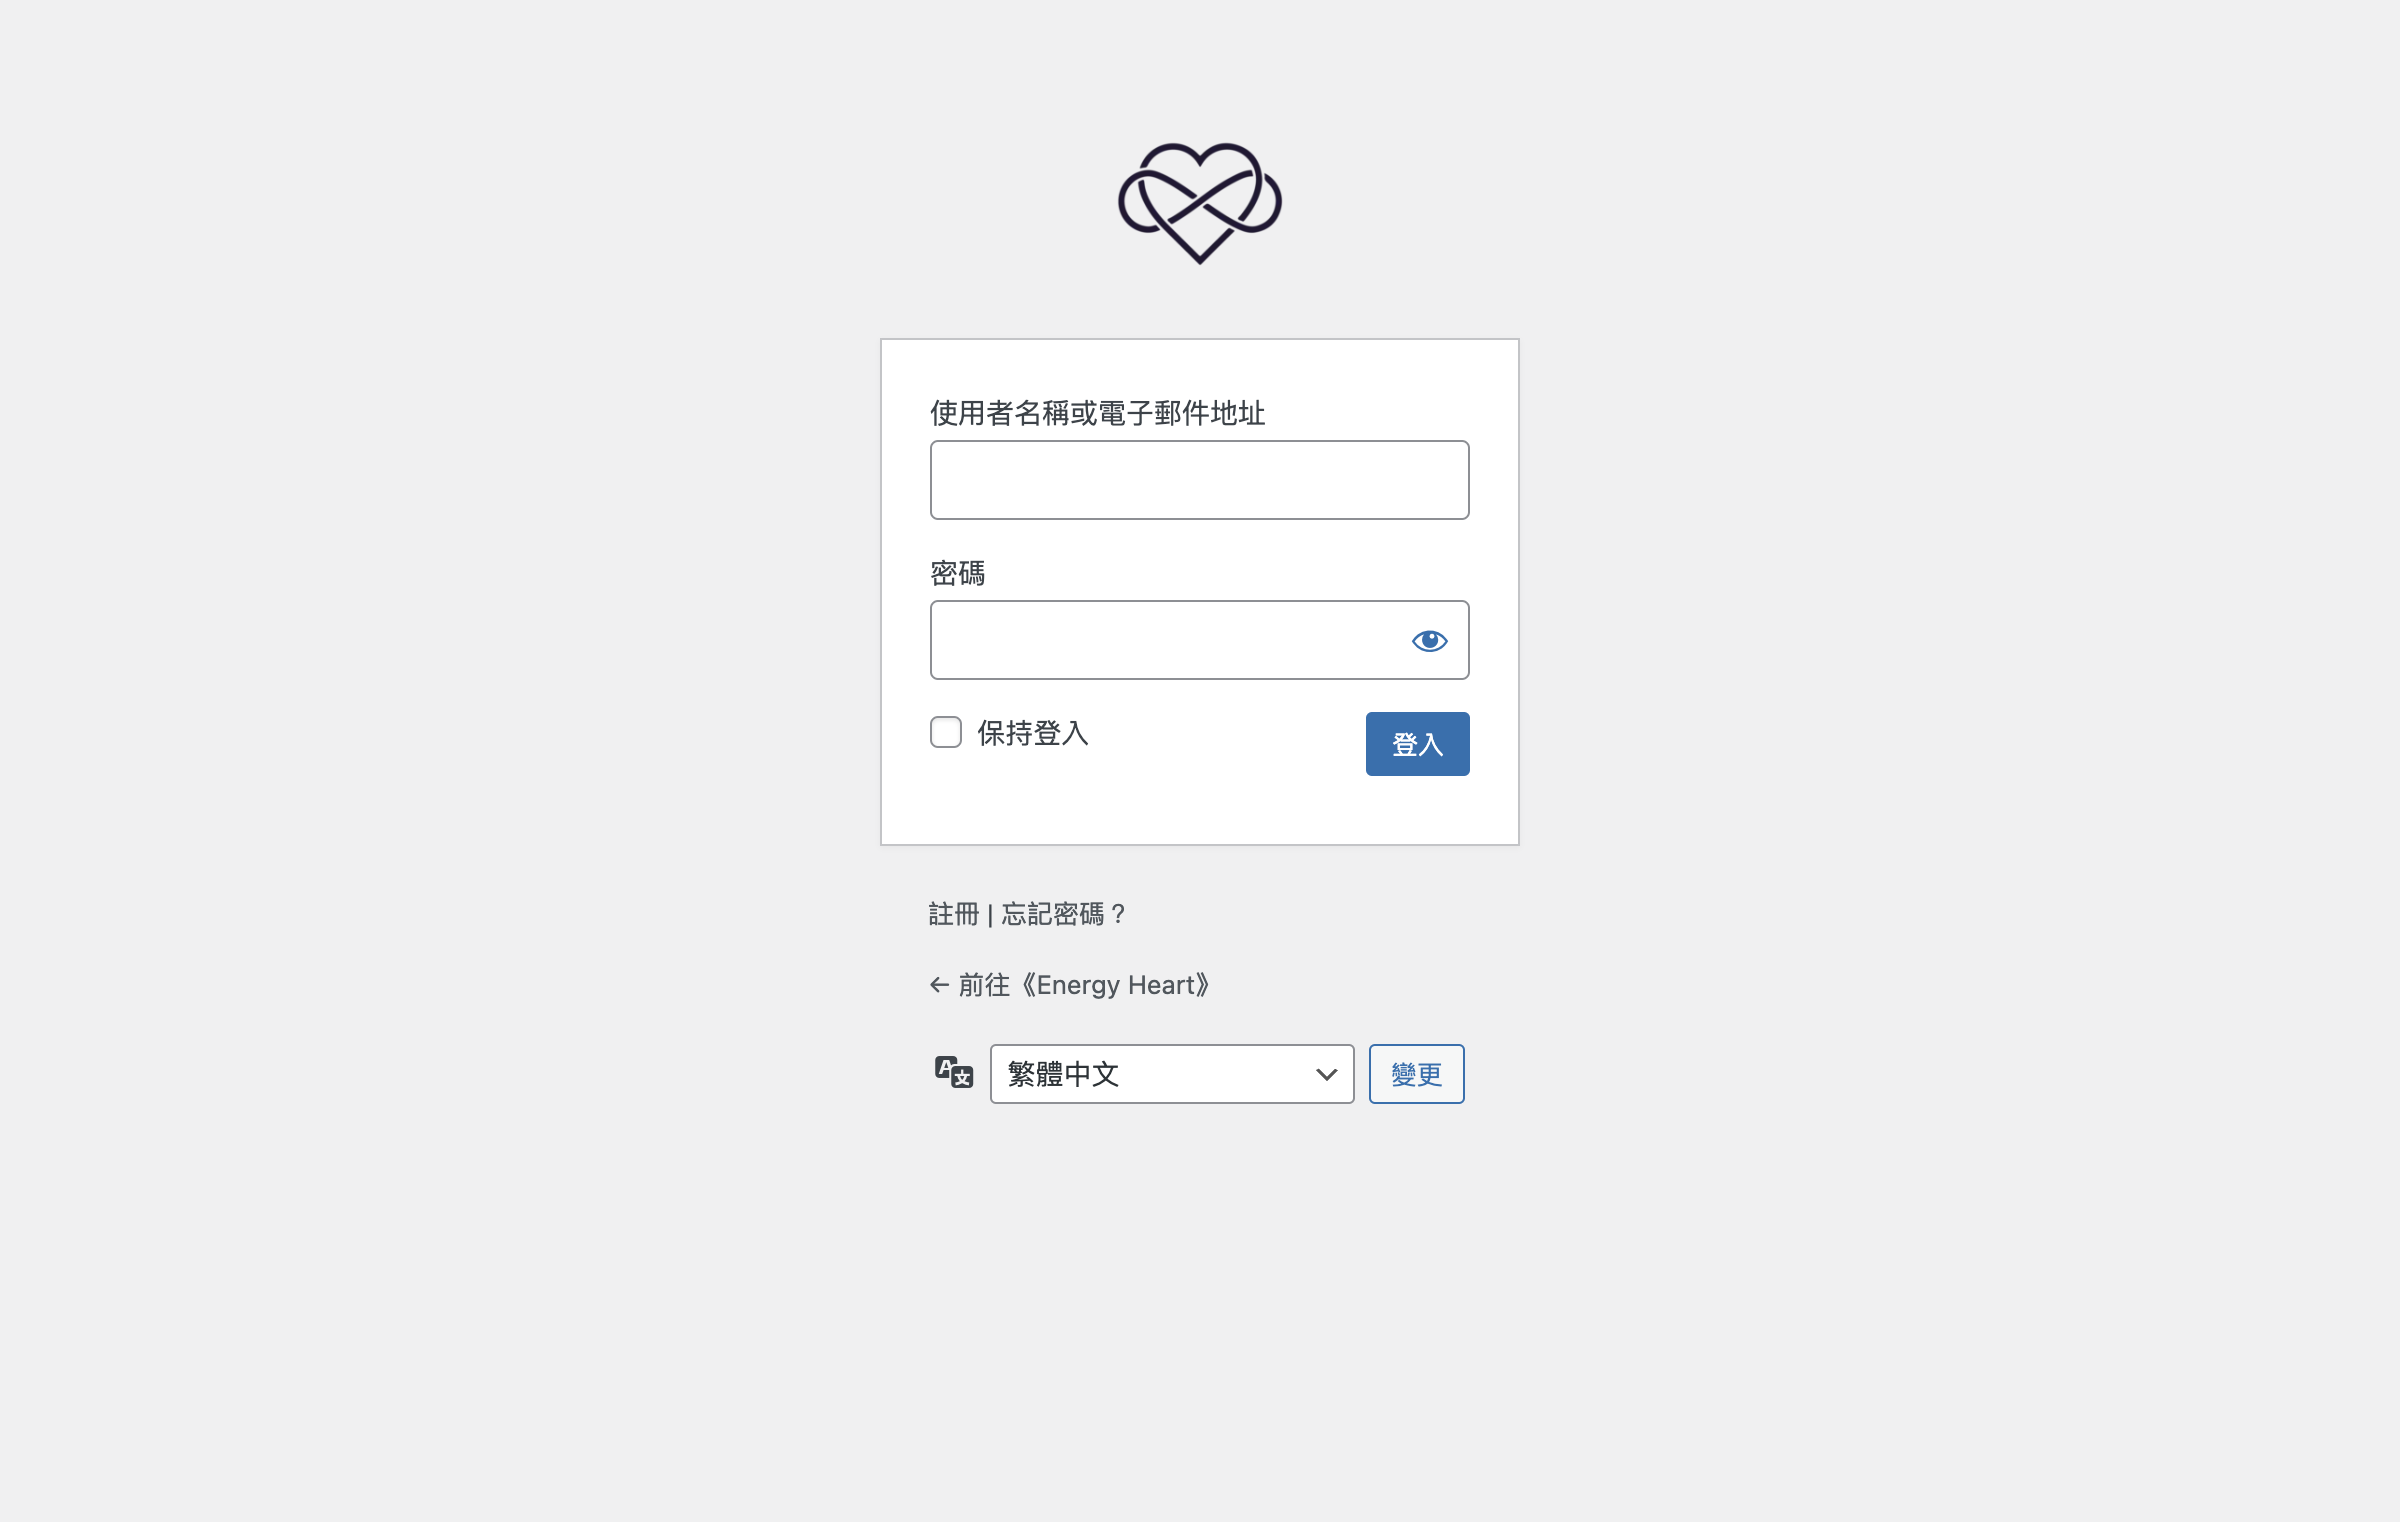 使用者名稱或電子郵件地址
密碼
保持登入
登入
註冊 | 忘記密碼？
← 前往《Energy Heart》
繁體中文
變更